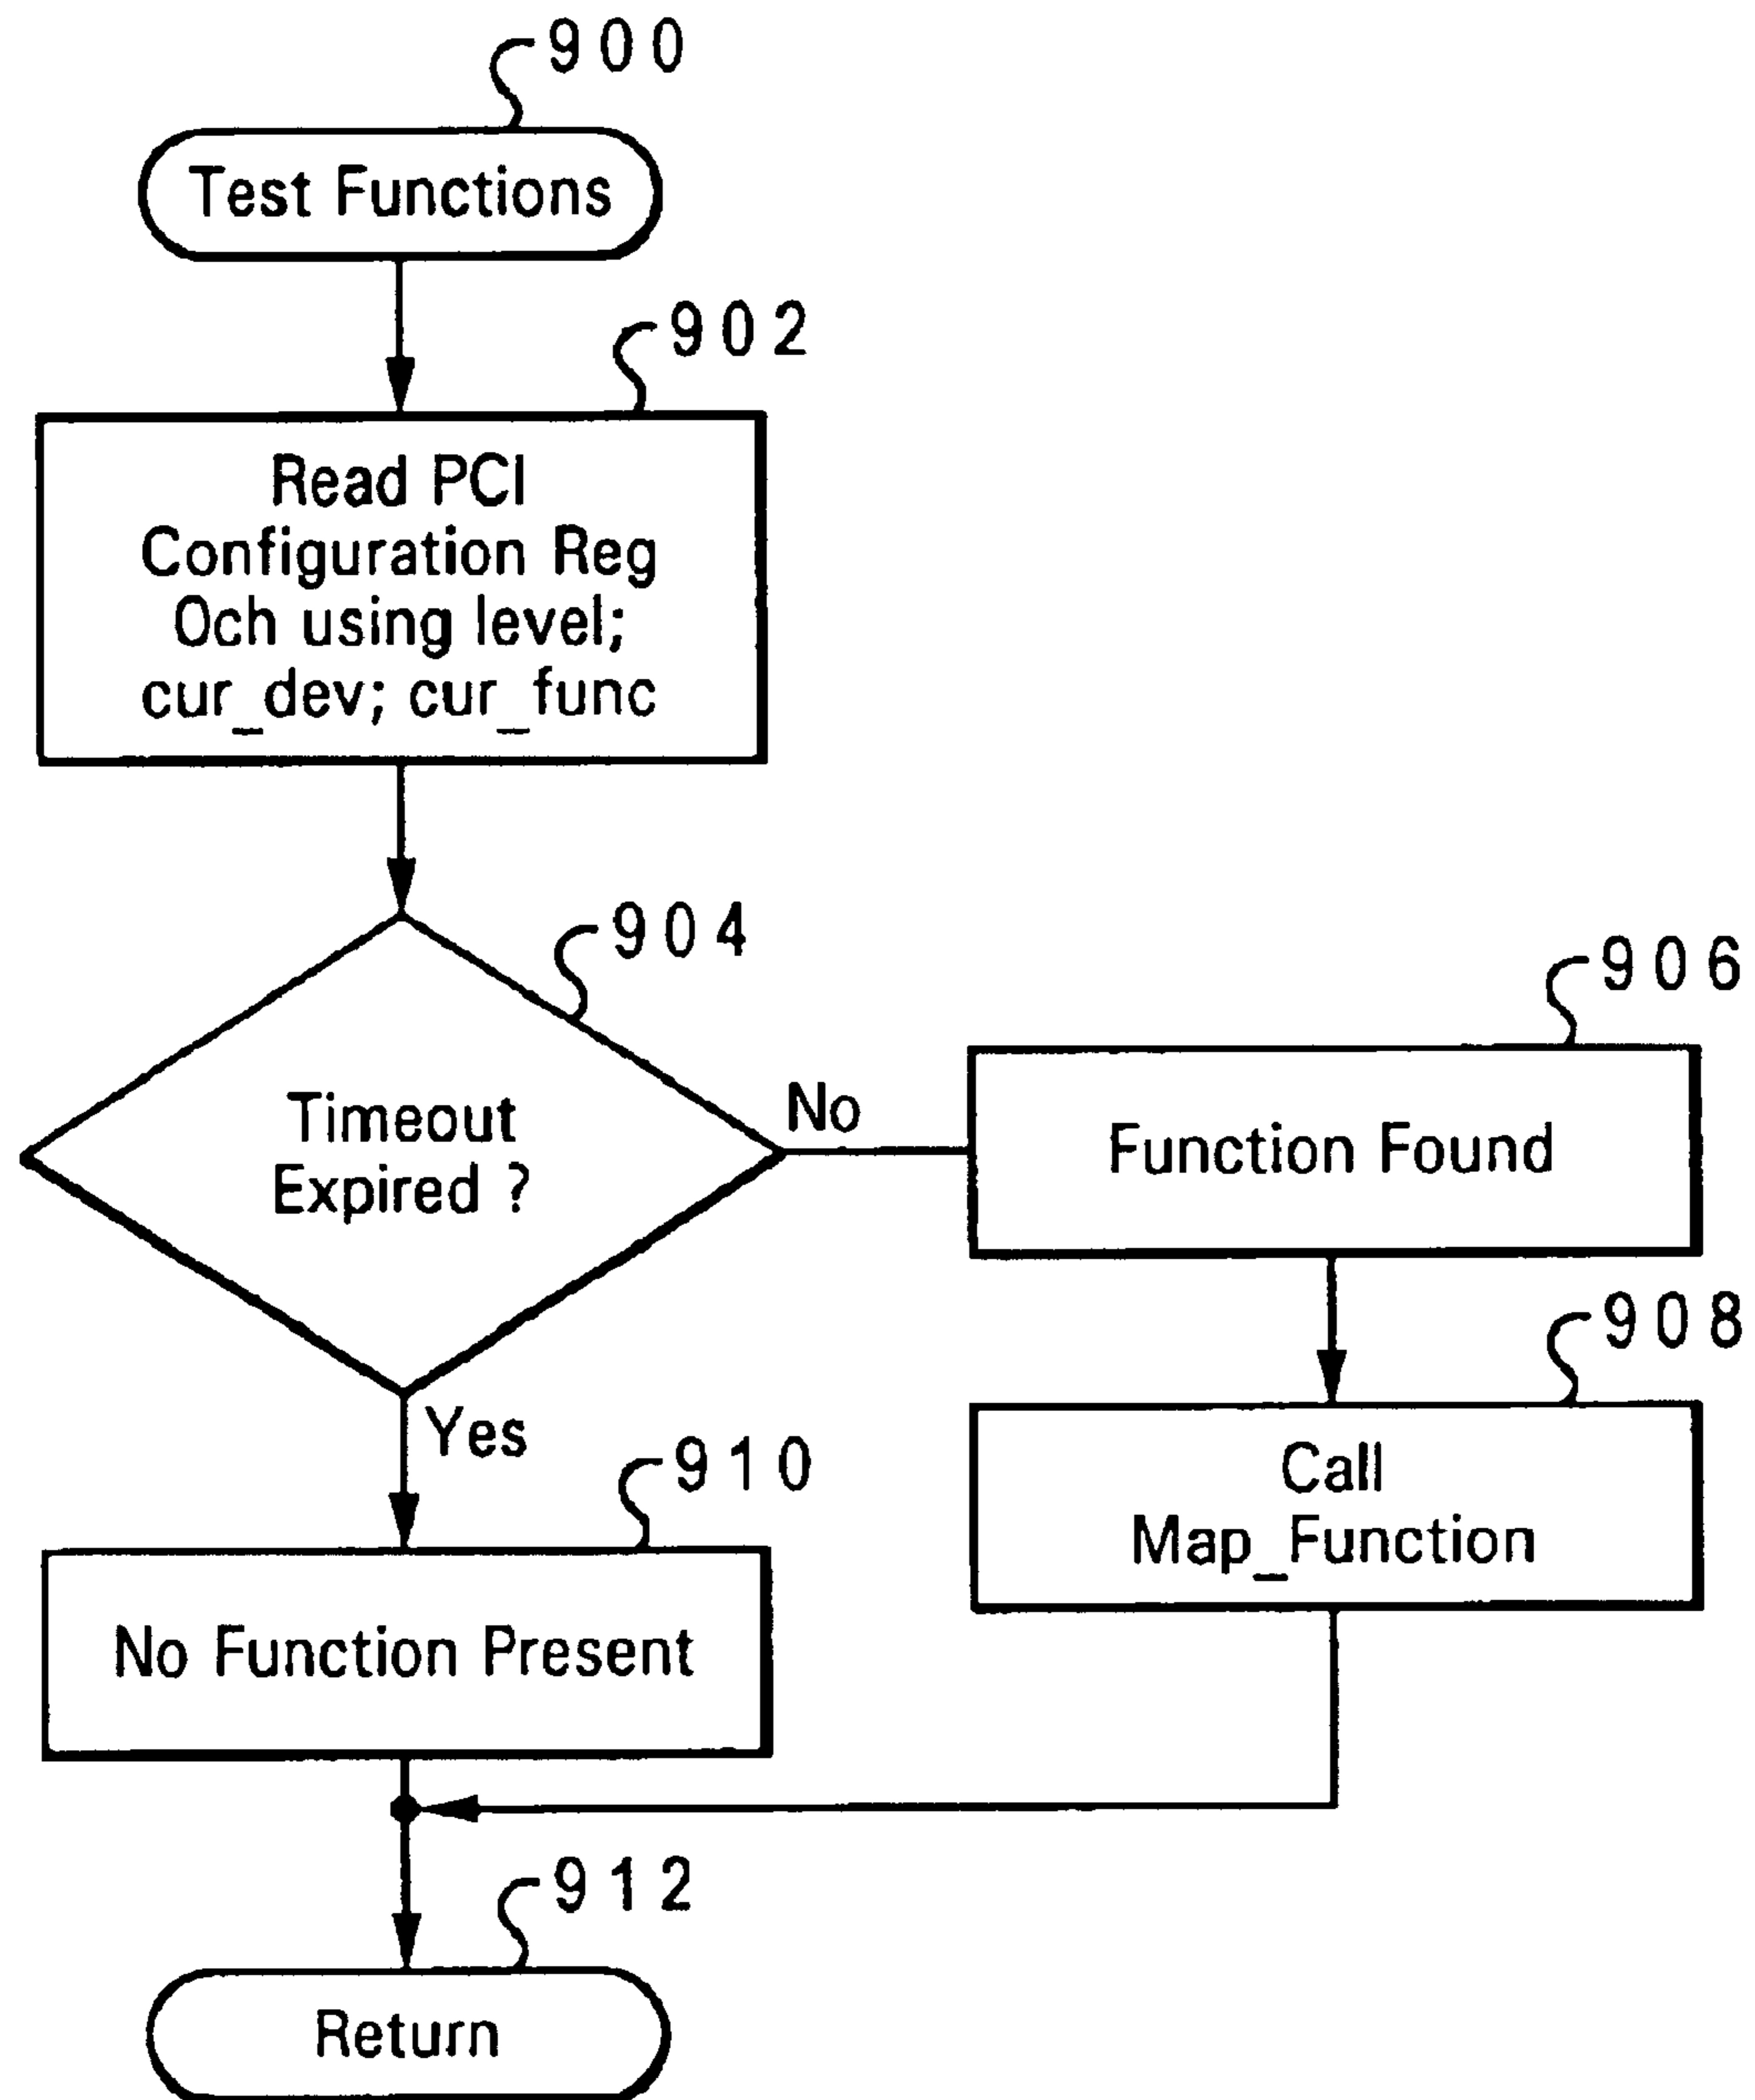 900
Test Functions
902
Read PCI
Configuration Reg
Och using level;
cur_dev; cur_func
904
Timeout
Expired ?
No
906
Function Found
908
Call
Map_Function
Yes
910
No Function Present
912
Return